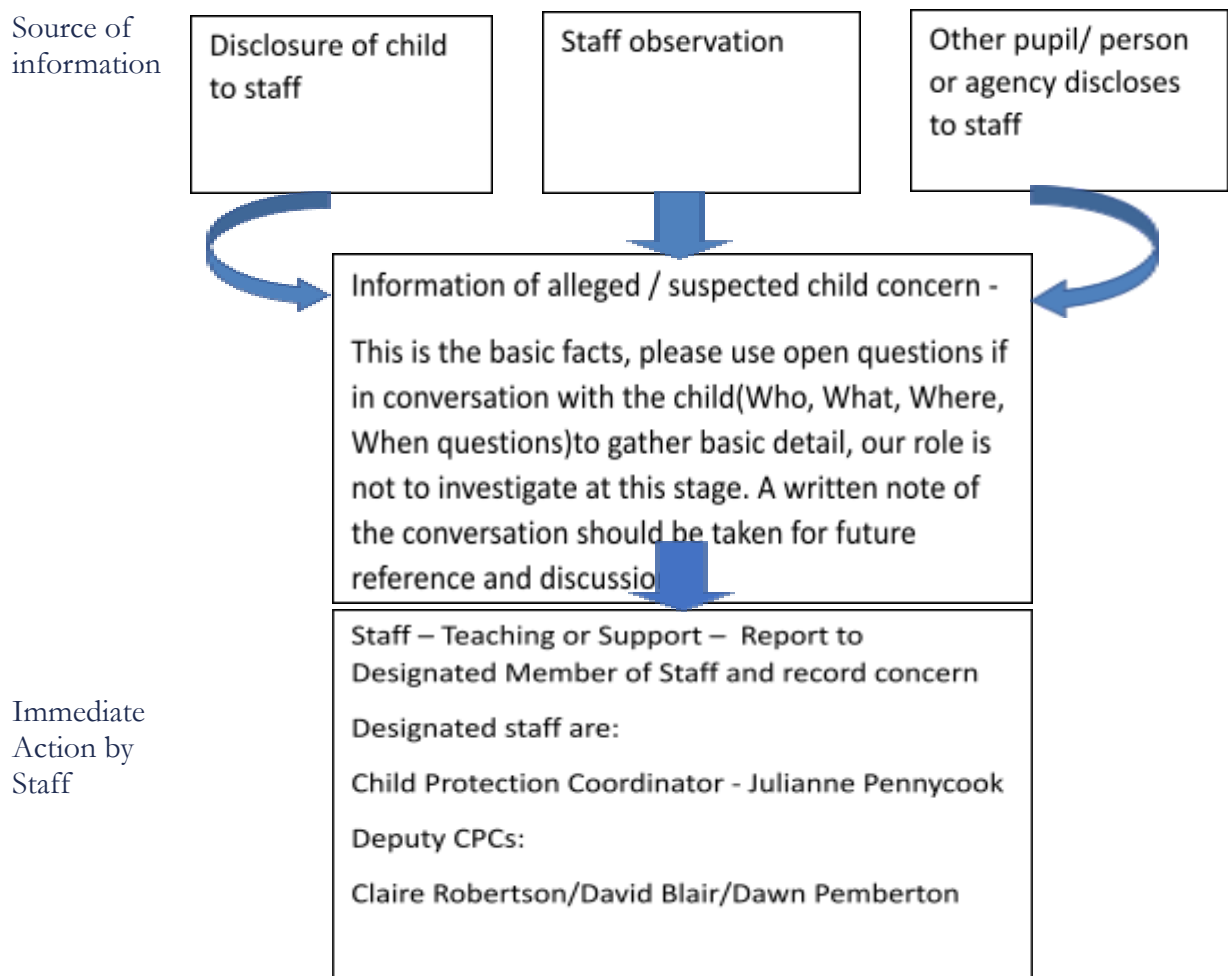 Source of
information
Disclosure of child
to staff
Staff observation
Other pupil/ person
or agency discloses
to staff
Information of alleged / suspected child concern -
This is the basic facts, please use open questions if
in conversation with the child(Who, What, Where,
When questions)to gather basic detail, our role is
not to investigate at this stage. A written note of
the conversation should be taken for future
reference and discussion
Immediate
Action by
Staff
Staff – Teaching or Support –  Report to
Designated Member of Staff and record concern
Designated staff are:
Child Protection Coordinator - Julianne Pennycook
Deputy CPCs:
Claire Robertson/David Blair/Dawn Pemberton